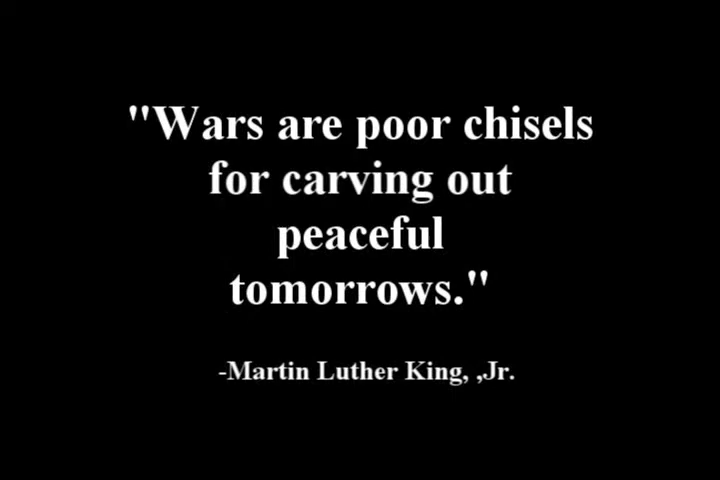 "Wars are poor chisels
for carving out
peaceful
tomorrows."
-Martin Luther King, ,Jr.